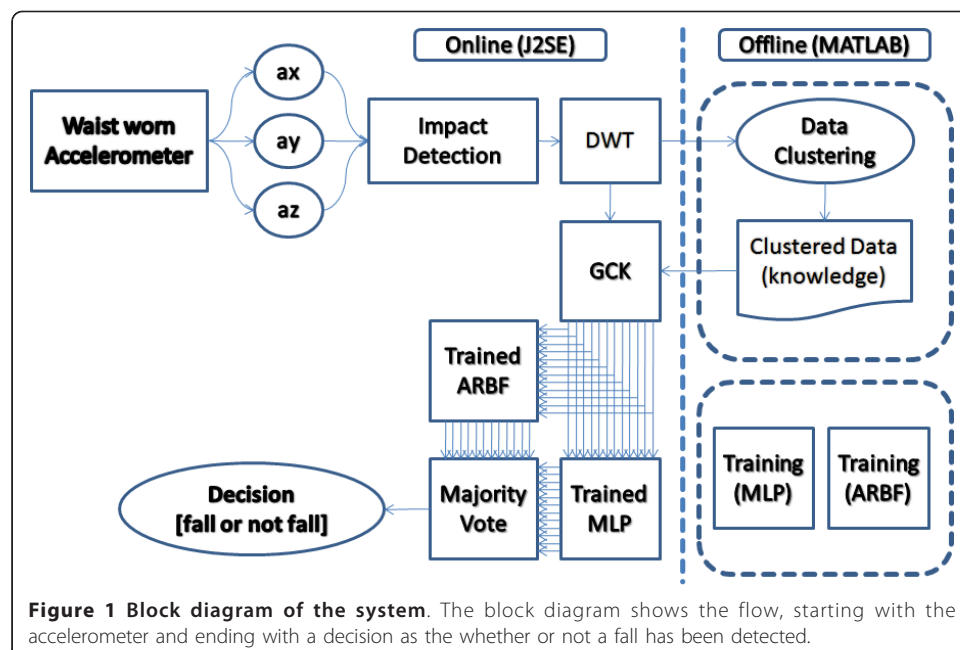 Online (J2SE)
Offline (MATLAB)
Waist worn
Accelerometer
ax
ay
az
Impact
Detection
DWT
Data
Clustering
GCK
Clustered Data
(knowledge)
Trained
ARBF
Training
(MLP)
Training
(ARBF)
Decision
[fall or not fall]
Majority
Vote
Trained
MLP
Figure 1 Block diagram of the system. The block diagram shows the flow, starting with the
accelerometer and ending with a decision as the whether or not a fall has been detected.